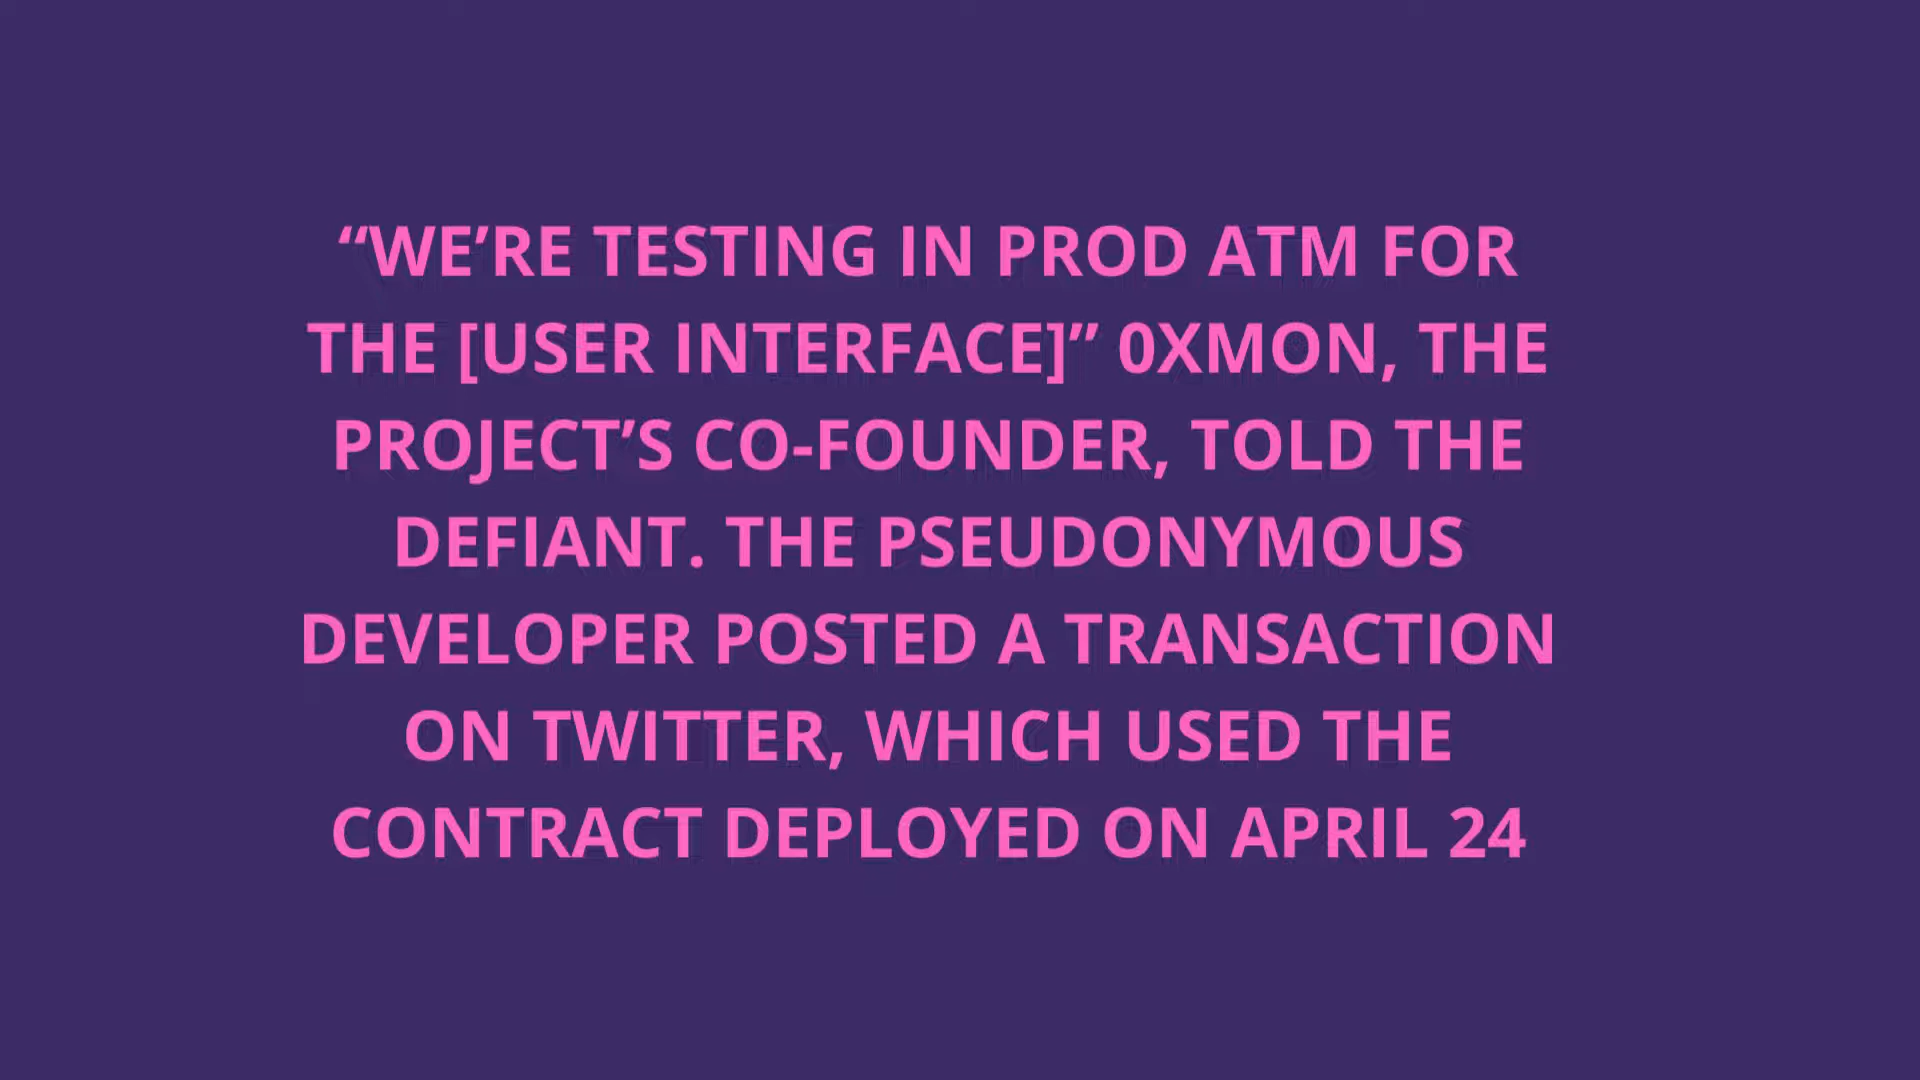 “WE’RE TESTING IN PROD ATM FOR
THE [USER INTERFACE]” 0XMON, THE
PROJECT’S CO-FOUNDER, TOLD THE
DEFIANT. THE PSEUDONYMOUS
DEVELOPER POSTED A TRANSACTION
ON TWITTER, WHICH USED THE
CONTRACT DEPLOYED ON APRIL 24